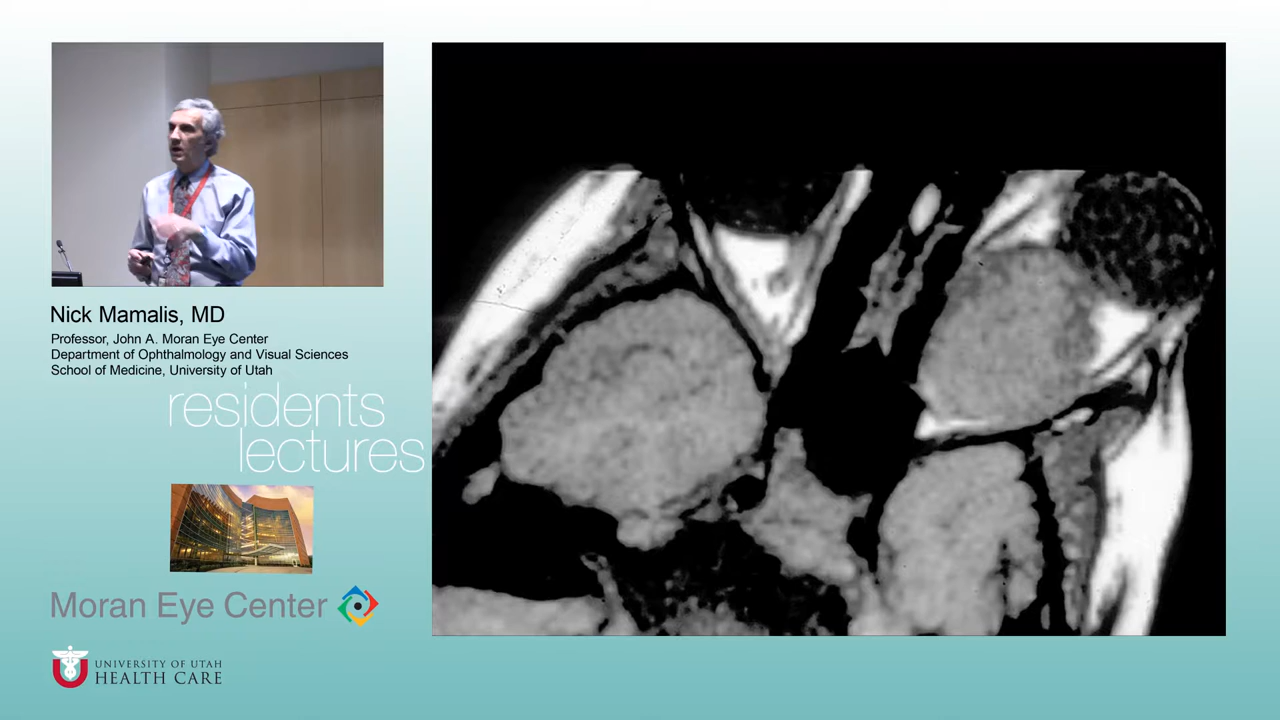 Nick Mamalis, MD
Professor, John A. Moran Eye Center
Department of Ophthalmology and Visual Sciences
School of Medicine, University of Utah
residents
lectures
Moran Eye Center
U
UNIVERSITY OF UTAH
HEALTH CARE